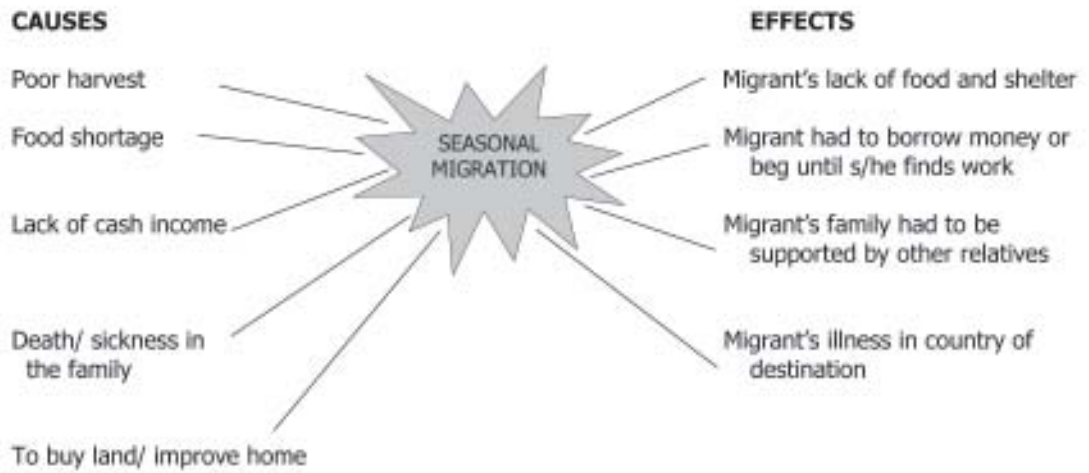 CAUSES
Poor harvest
Food shortage
Lack of cash income
Death/ sickness in
the family
To buy land/ improve home
SEASONAL
MIGRATION
EFFECTS
Migrant's lack of food and shelter
Migrant had to borrow money or
beg until s/he finds work
Migrant's family had to be
supported by other relatives
Migrant's illness in country of
destination